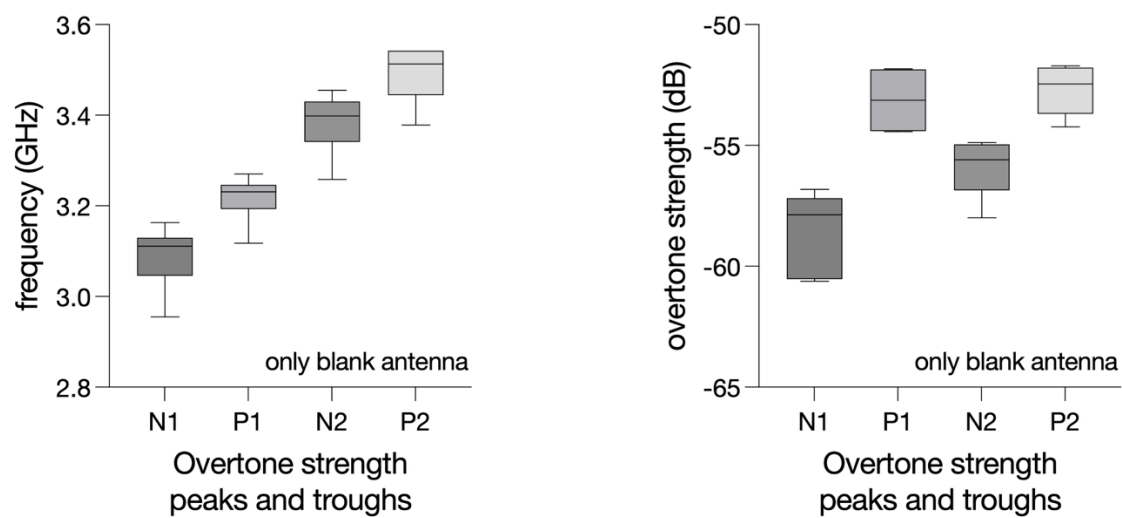 frequency (GHz)
3.6
3.4
3.2
3.0
2.8
only blank antenna
N1 P1 N2 P2
Overtone strength
peaks and troughs
overtone strength (dB)
-50
-55
-60
-65
only blank antenna
N1 P1 N2 P2
Overtone strength
peaks and troughs